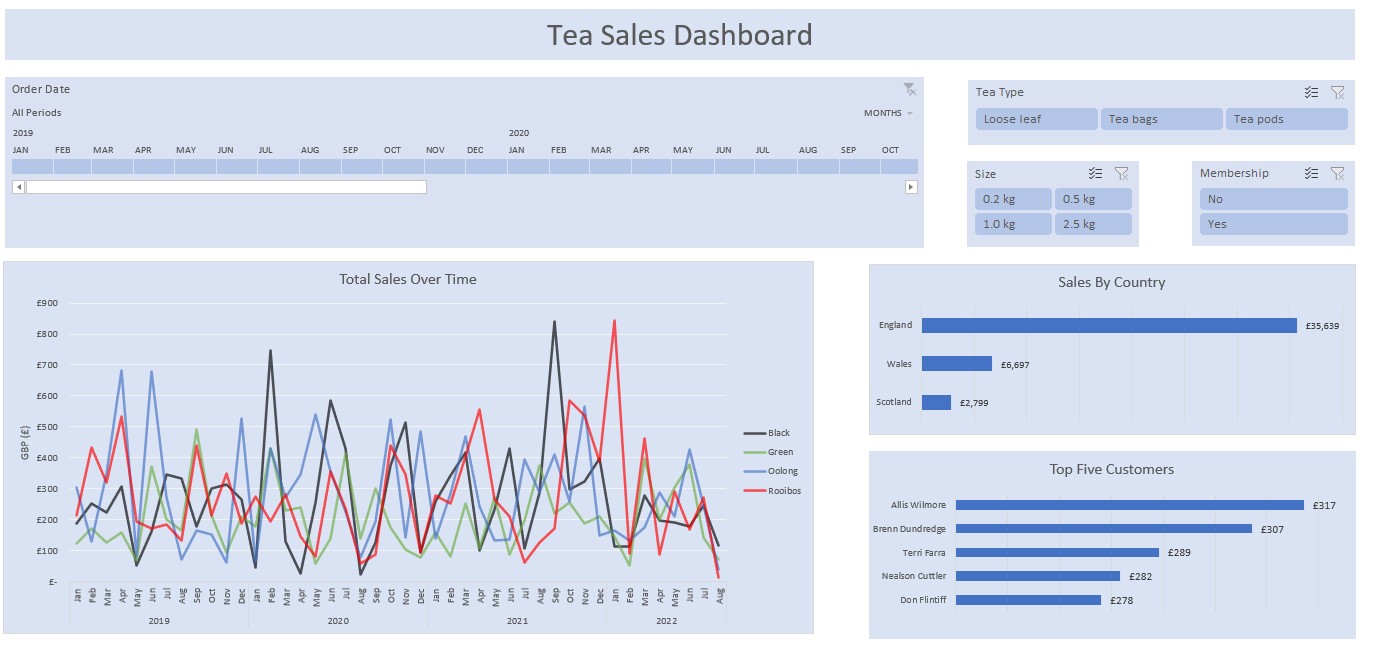 Tea Sales Dashboard
Order Date
All Periods
MONTHS
2019 2020
JAN FEB MAR APR MAY JUN JUL AUG SEP OCT NOV DEC JAN FEB MAR APR MAY JUN JUL AUG SEP OCT
Tea Type
Loose leaf Tea bags Tea pods
Size
0.2 kg 0.5 kg
1.0 kg 2.5 kg
Membership
No
Yes
Total Sales Over Time
£900
£800
£700
£600
£500
£400
£300
£200
£100
£-
GBP (£)
Jan Feb Mar Apr May Jun Jul Aug Sep Oct Nov Dec Jan Feb Mar Apr May Jun Jul Aug Sep Oct Nov Dec Jan Feb Mar Apr May Jun Jul Aug Sep Oct Nov Dec Jan Feb Mar Apr May Jun Jul Aug
2019 2020 2021 2022
Black
Green
Oolong
Rooibos
Sales By Country
England £35,639
Wales £6,697
Scotland £2,799
Top Five Customers
Allis Wilmore £317
Brenn Dundredge £307
Terri Farra £289
Nealson Cuttler £282
Don Flintiff £278